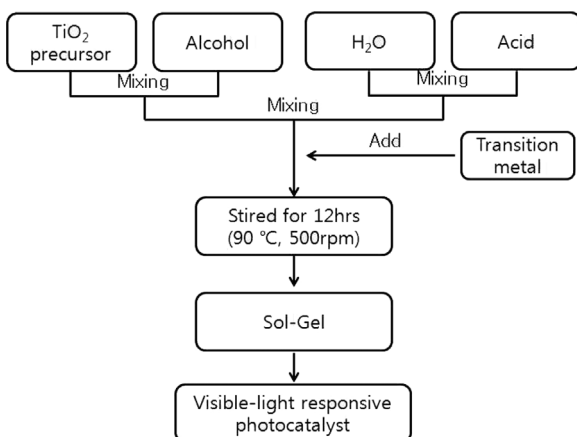 TiO₂
precursor
Alcohol
H₂O
Acid
Mixing
Mixing
Mixing
Add
Transition
metal
Stired for 12hrs
(90 ℃, 500rpm)
Sol-Gel
Visible-light responsive
photocatalyst